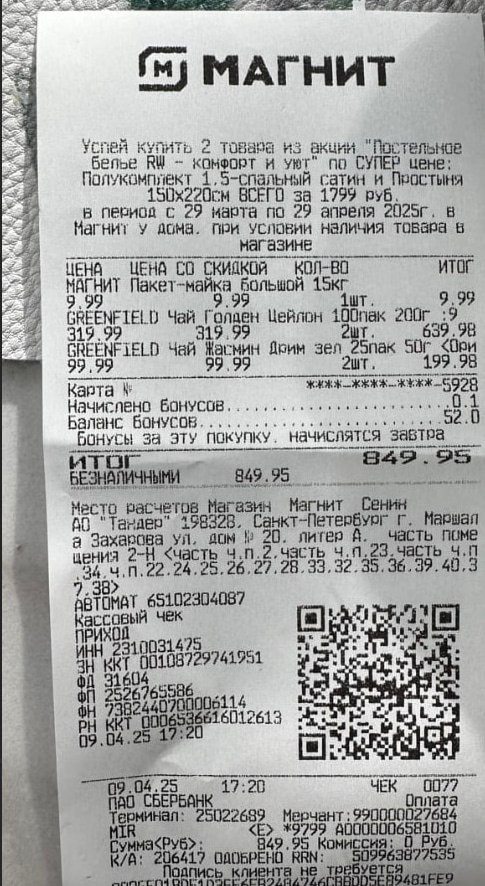 МАГНИТ
Успей купить 2 товара из акции "Постельное
белье RW - комфорт и уют" по СУПЕР цене:
Полукомплект 1,5-спальный сатин и Простыня
150х220см ВСЕГО за 1799 руб.
в период с 29 марта по 29 апреля 2025г. в
Магнит у дома. при условии наличия товара в
магазине
ЦЕНА ЦЕНА СО СКИДКОЙ КОЛ-ВО ИТОГ
МАГНИТ Пакет-майка большой 15кг
9.99 9.99 1шт. 9.99
GREENFIELD Чай Голден Цейлон 100пак 200г :9
319.99 319.99 2шт. 639.98
GREENFIELD Чай Жасмин Дрим зел 25пак 50г <Ори
99.99 99.99 2шт. 199.98
Карта № ****-****-****-5928
Начислено бонусов..........................0.1
Баланс бонусов............................52.0
Бонусы за эту покупку. начислятся завтра
ИТОГ 849.95
БЕЗНАЛИЧНЫМИ 849.95
Место расчетов Магазин Магнит Сенин
АО "Тандер" 198328. Санкт-Петербург г. Маршал
а Захарова ул. дом № 20. литер А. часть поме
щения 2-Н <часть ч.п.2.часть ч.п.23.часть ч.п
.34.ч.п.22.24.25.26.27.28.33.32.35.36.39.40.3
7.38>
АВТОМАТ 65102304087
Кассовый чек
ПРИХОД
ИНН 2310031475
ЗН ККТ 00108729741951
ФД 31604
ФП 2526765586
ФН 7382440700006114
РН ККТ 0006536616012613
09.04.25 17:20
09.04.25 17:20 ЧЕК 0077
ПАО СБЕРБАНК Оплата
Терминал: 25022689 Мерчант:990000027684
MIR <E> *9799 A0000006581010
Сумма<Руб>: 849.95 Комиссия: 0 Руб.
К/А: 206417 ОДОБРЕНО RRN: 509963877535
Подпись клиента не требуется